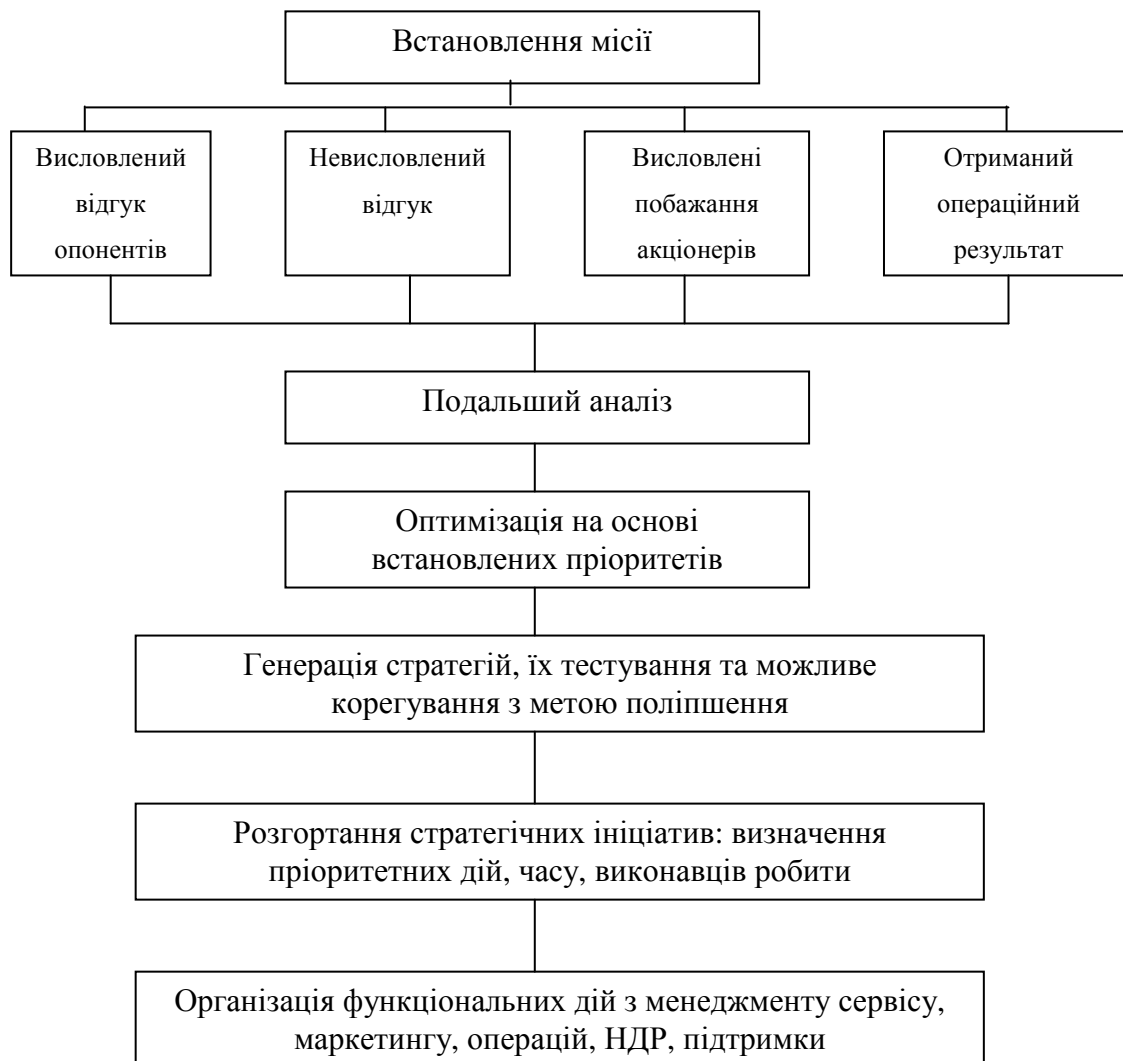 Встановлення місії
Висловлений
відгук
опонентів
Невисловлений
відгук
Висловлені
побажання
акціонерів
Отриманий
операційний
результат
Подальший аналіз
Оптимізація на основі
встановлених пріоритетів
Генерація стратегій, їх тестування та можливе
корегування з метою поліпшення
Розгортання стратегічних ініціатив: визначення
пріоритетних дій, часу, виконавців робити
Організація функціональних дій з менеджменту сервісу,
маркетингу, операцій, НДР, підтримки